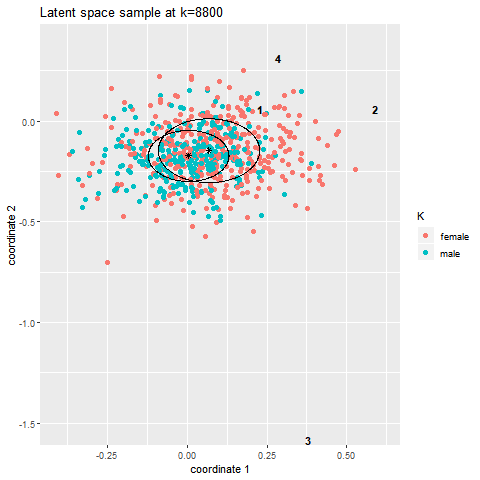 Latent space sample at k=8800
4
1
2
3
0.0
-0.5
-1.0
-1.5
-0.25
0.00
0.25
0.50
coordinate 1
coordinate 2
K
female
male